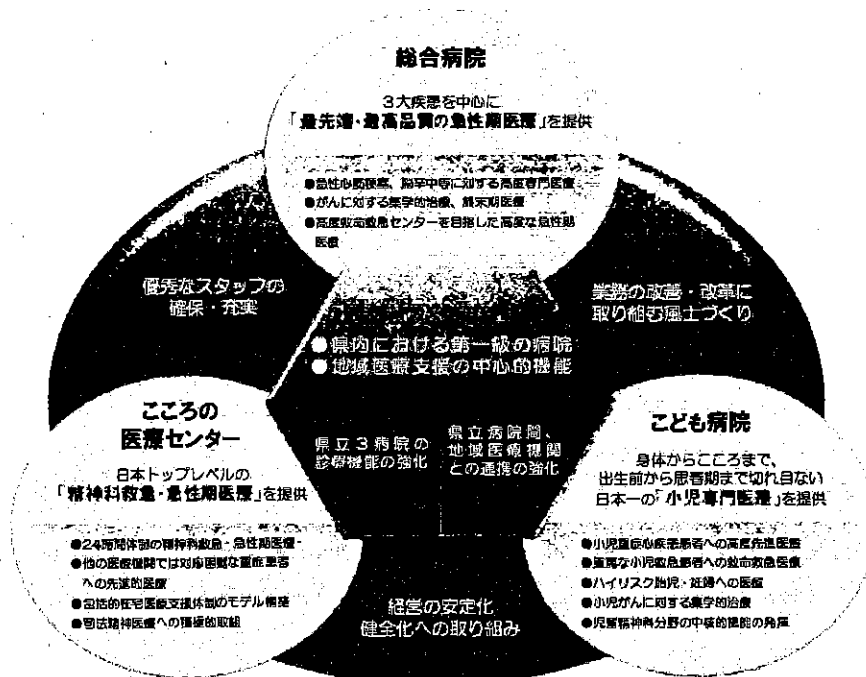 総合病院
3大疾患を中心に
「最先端・最高品質の急性期医療」を提供
●急性心筋梗塞、脳卒中等に対する高度専門医療
●がんに対する集学的治療、終末期医療
●高度救命救急センターを目指した高度な急性期
医療
優秀なスタッフの
確保・充実
業務の改善・改革に
取り組む風土づくり
●県内における第一級の病院
●地域医療支援の中心的機能
県立3病院の
診療機能の強化
県立病院間、
地域医療機関
との連携の強化
こころの
医療センター
日本トップレベルの
「精神科救急・急性期医療」を提供
●24時間体制の精神科救急・急性期医療
●他の医療機関では対応困難な重症患者
への先進的医療
●包括的在宅医療支援体制のモデル構築
●司法精神医療への積極的取組
こども病院
身体からこころまで、
出生前から思春期まで切れ目ない
日本一の「小児専門医療」を提供
●小児重症心疾患患者への高度先進医療
●重篤な小児救急患者への救命救急医療
●ハイリスク胎児・妊婦への医療
●小児がんに対する集学的治療
●児童精神科分野の中核的機能の発揮
経営の安定化
健全化への取り組み